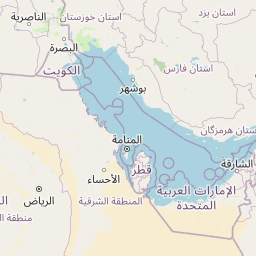 استان یزد
استان خوزستان
الناصرية
البصرة
الكويت
استان فارس
بوشهر
استان هرمزگان
المنامة
الشارقة
قطر
الأحساء
الإمارات العربية
المتحدة
الرياض
المنطقة الشرقية
منطقة ال